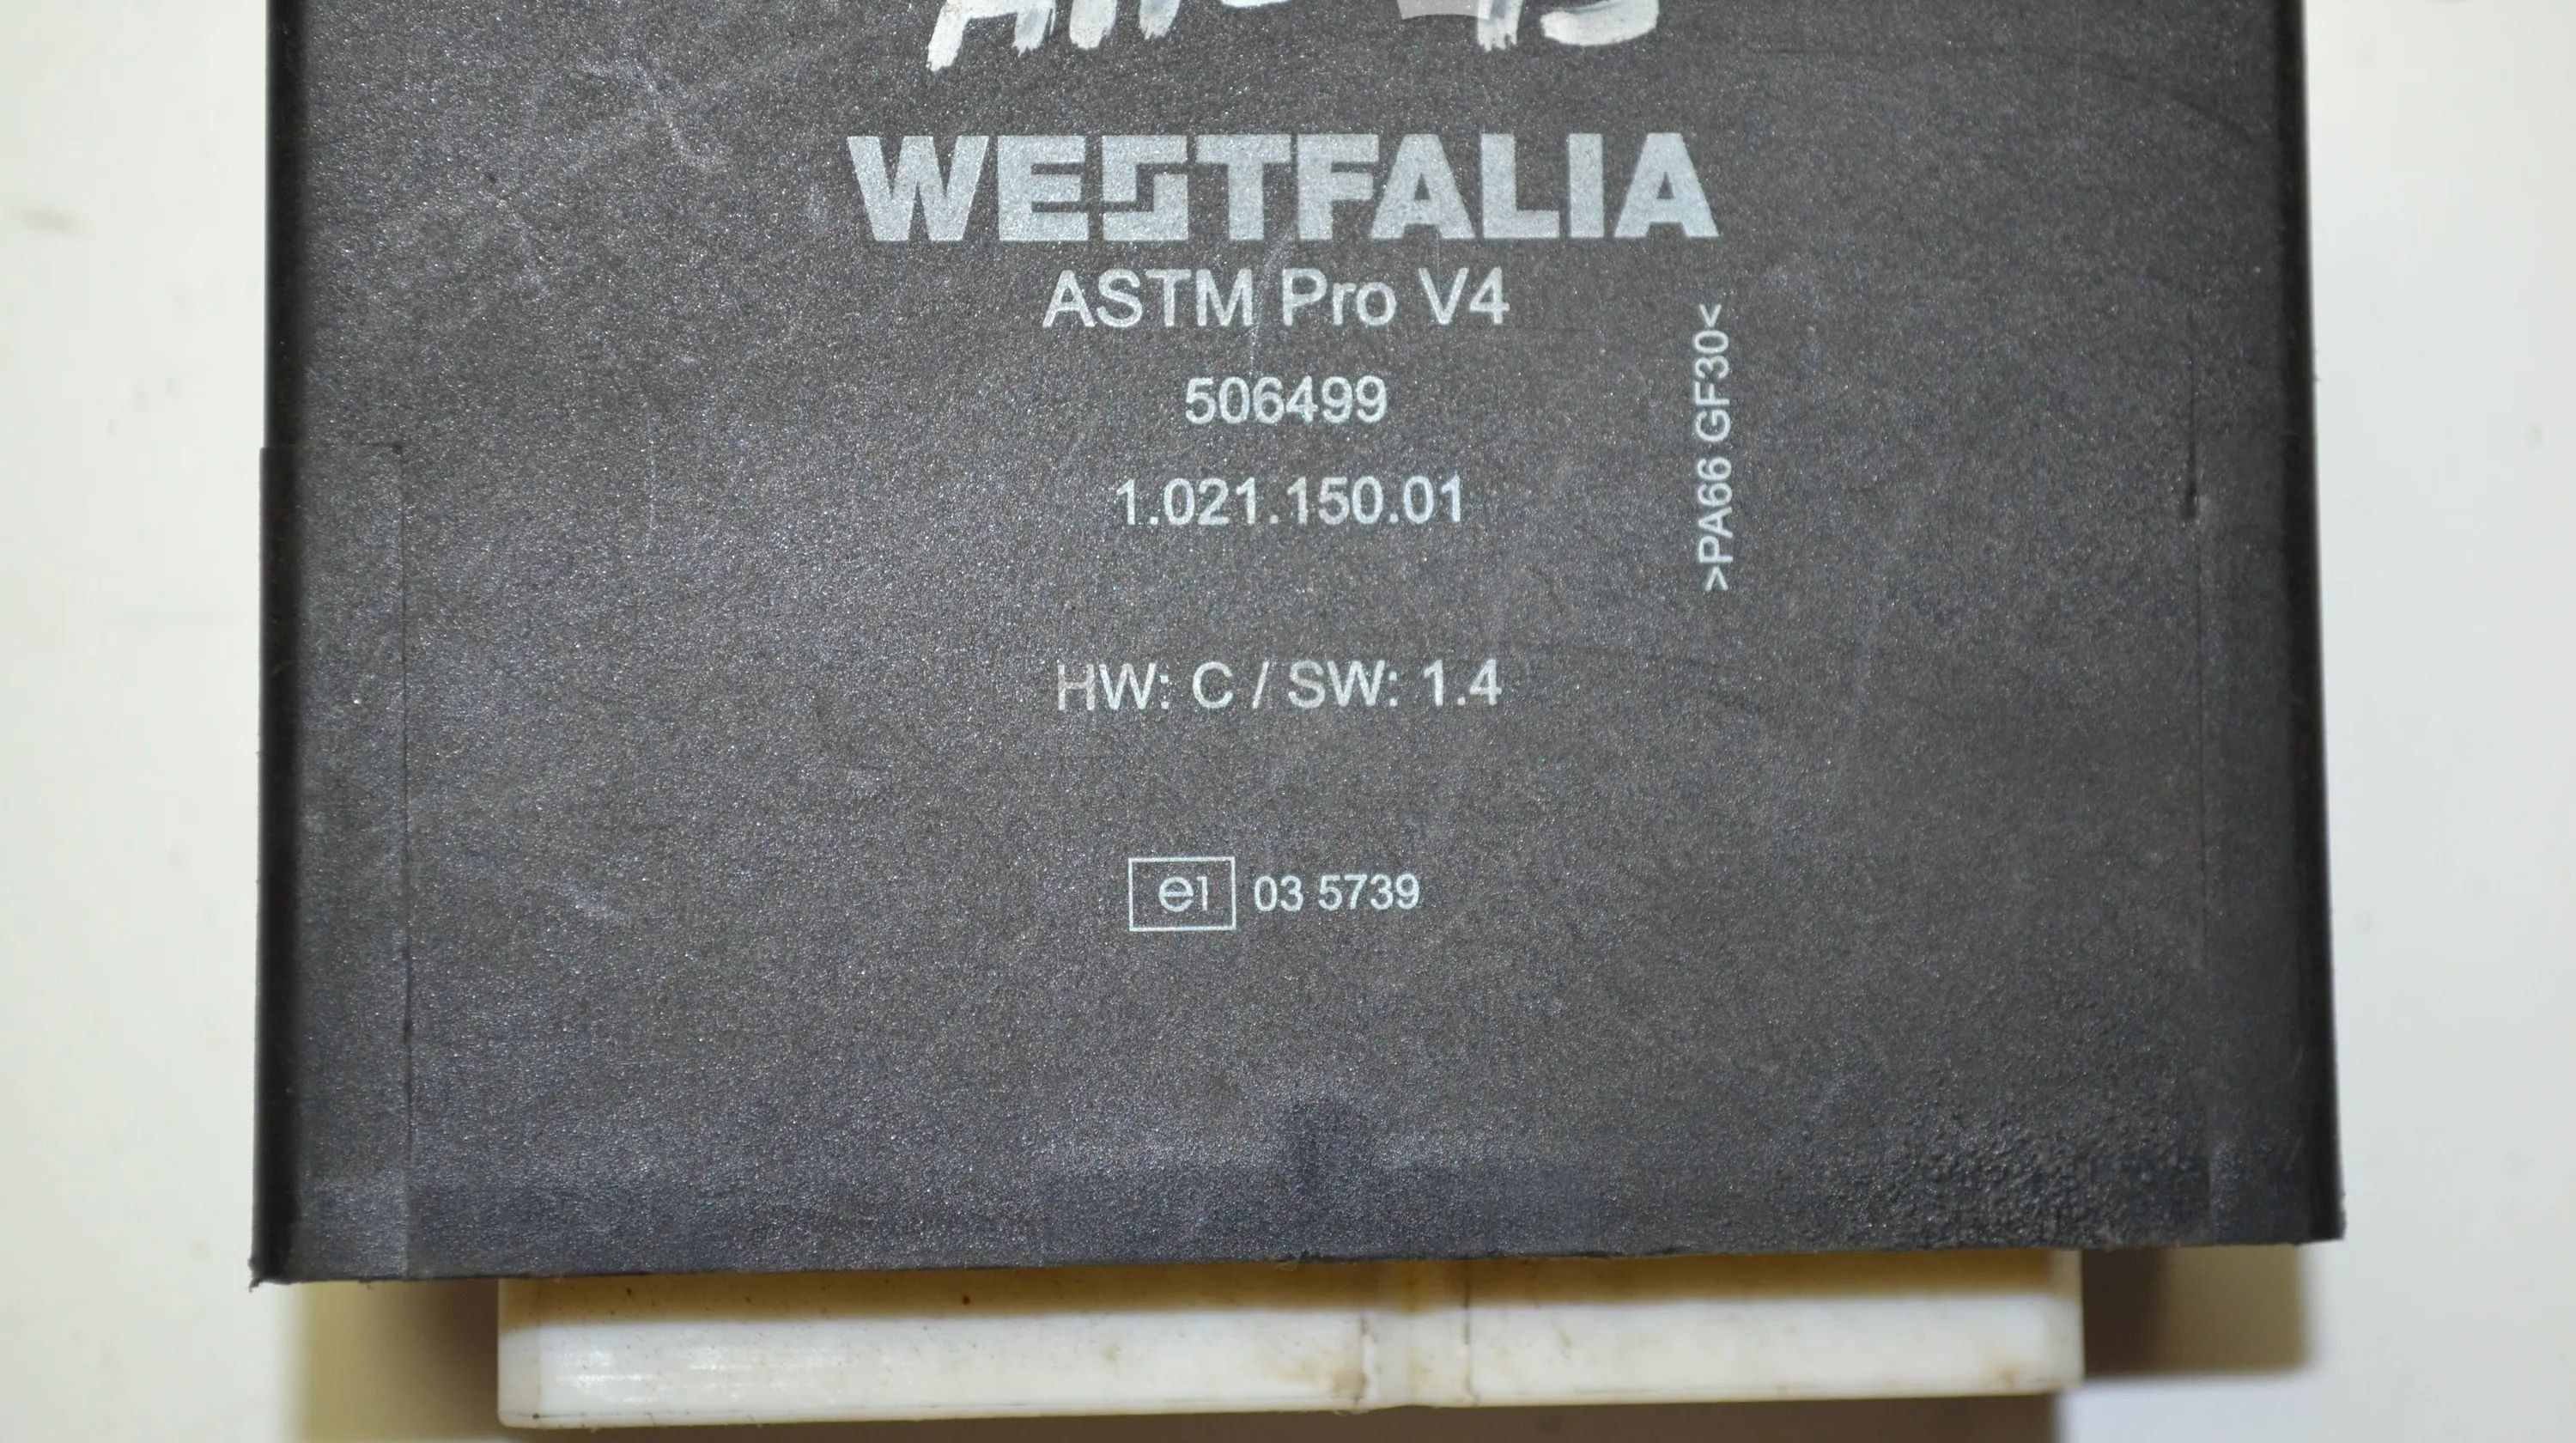 WESTFALIA
ASTM Pro V4
506499
1.021.150.01
>PA66 GF30<
HW: C / SW: 1.4
e1 03 5739